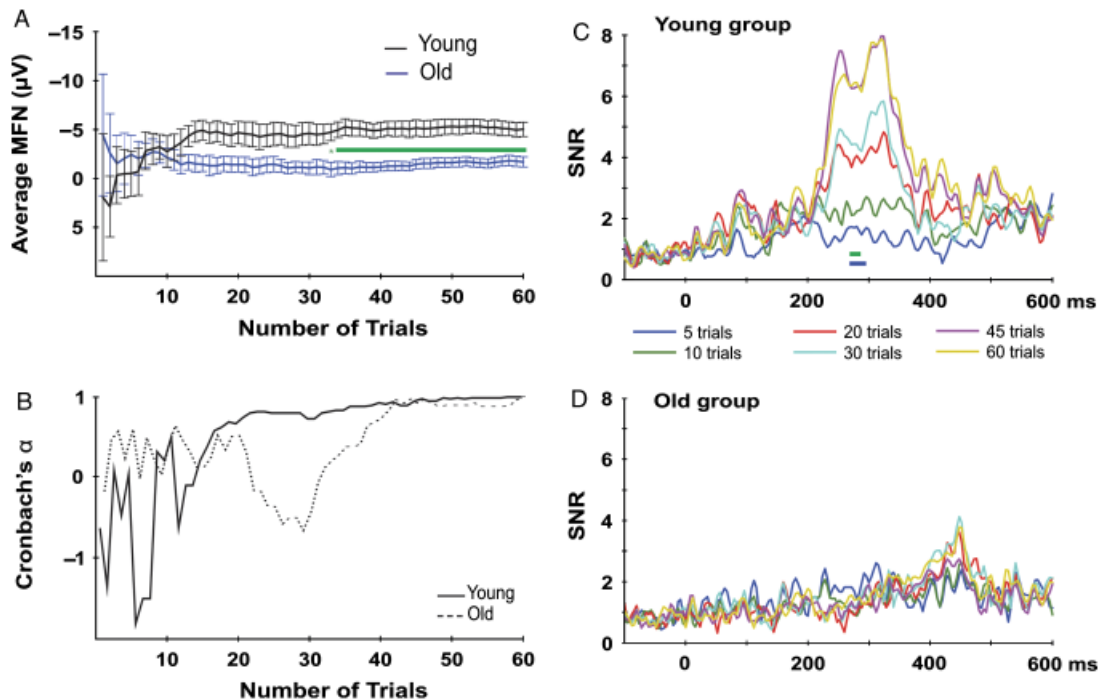 A
Average MFN (µV)
−15
−10
−5
0
5
Young
Old
10 20 30 40 50 60
Number of Trials
C Young group
SNR
8
6
4
2
0
0 200 400 600 ms
5 trials 20 trials 45 trials
10 trials 30 trials 60 trials
B
Cronbach's α
1
0
−1
Young
Old
10 20 30 40 50 60
Number of Trials
D Old group
SNR
8
6
4
2
0
0 200 400 600 ms